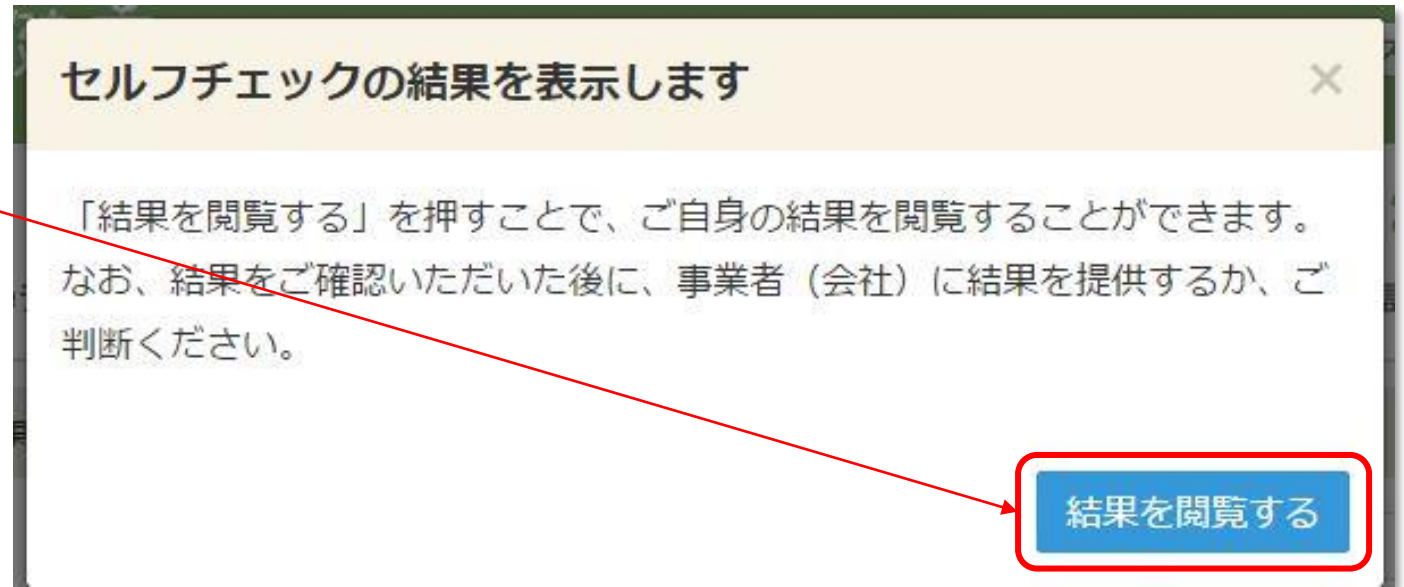 セルフチェックの結果を表示します
×
「結果を閲覧する」を押すことで、ご自身の結果を閲覧することができます。
なお、結果をご確認いただいた後に、事業者（会社）に結果を提供するか、ご
判断ください。
結果を閲覧する